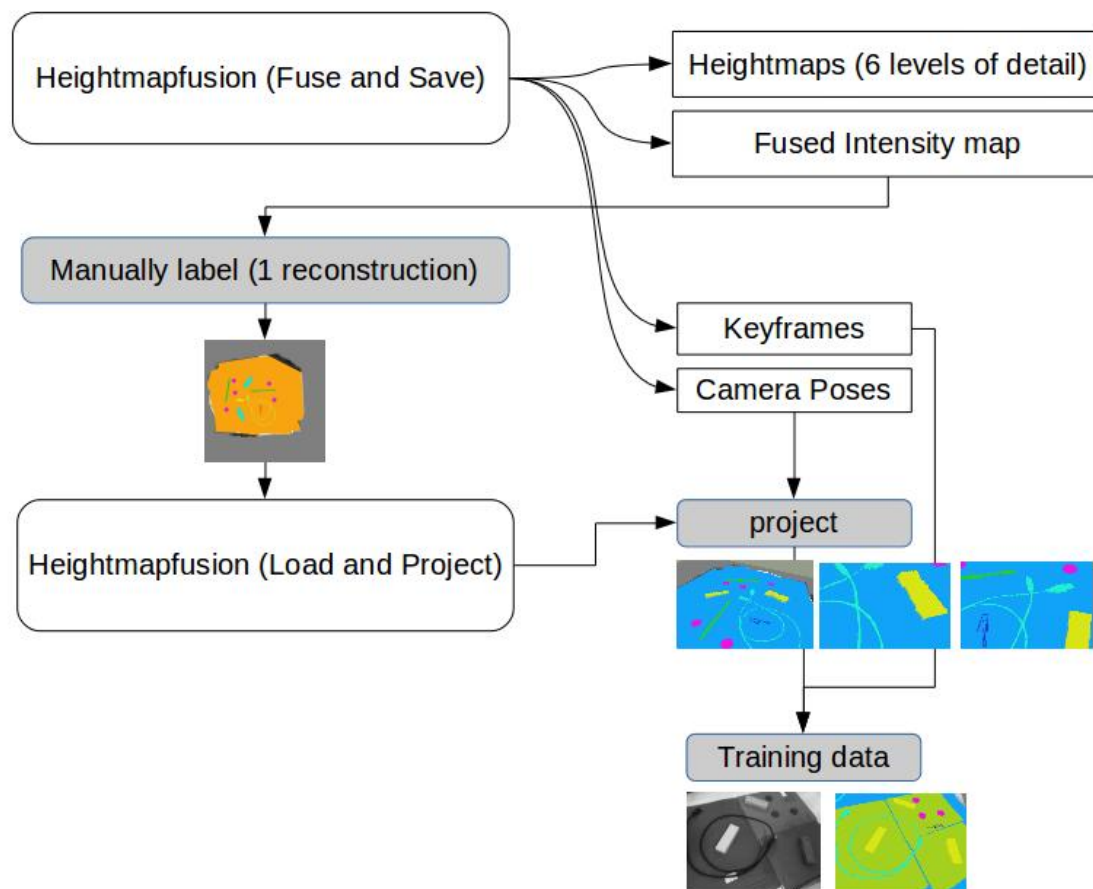 Heightmapfusion (Fuse and Save)
Heightmaps (6 levels of detail)
Fused Intensity map
Manually label (1 reconstruction)
Keyframes
Camera Poses
Heightmapfusion (Load and Project)
project
Training data